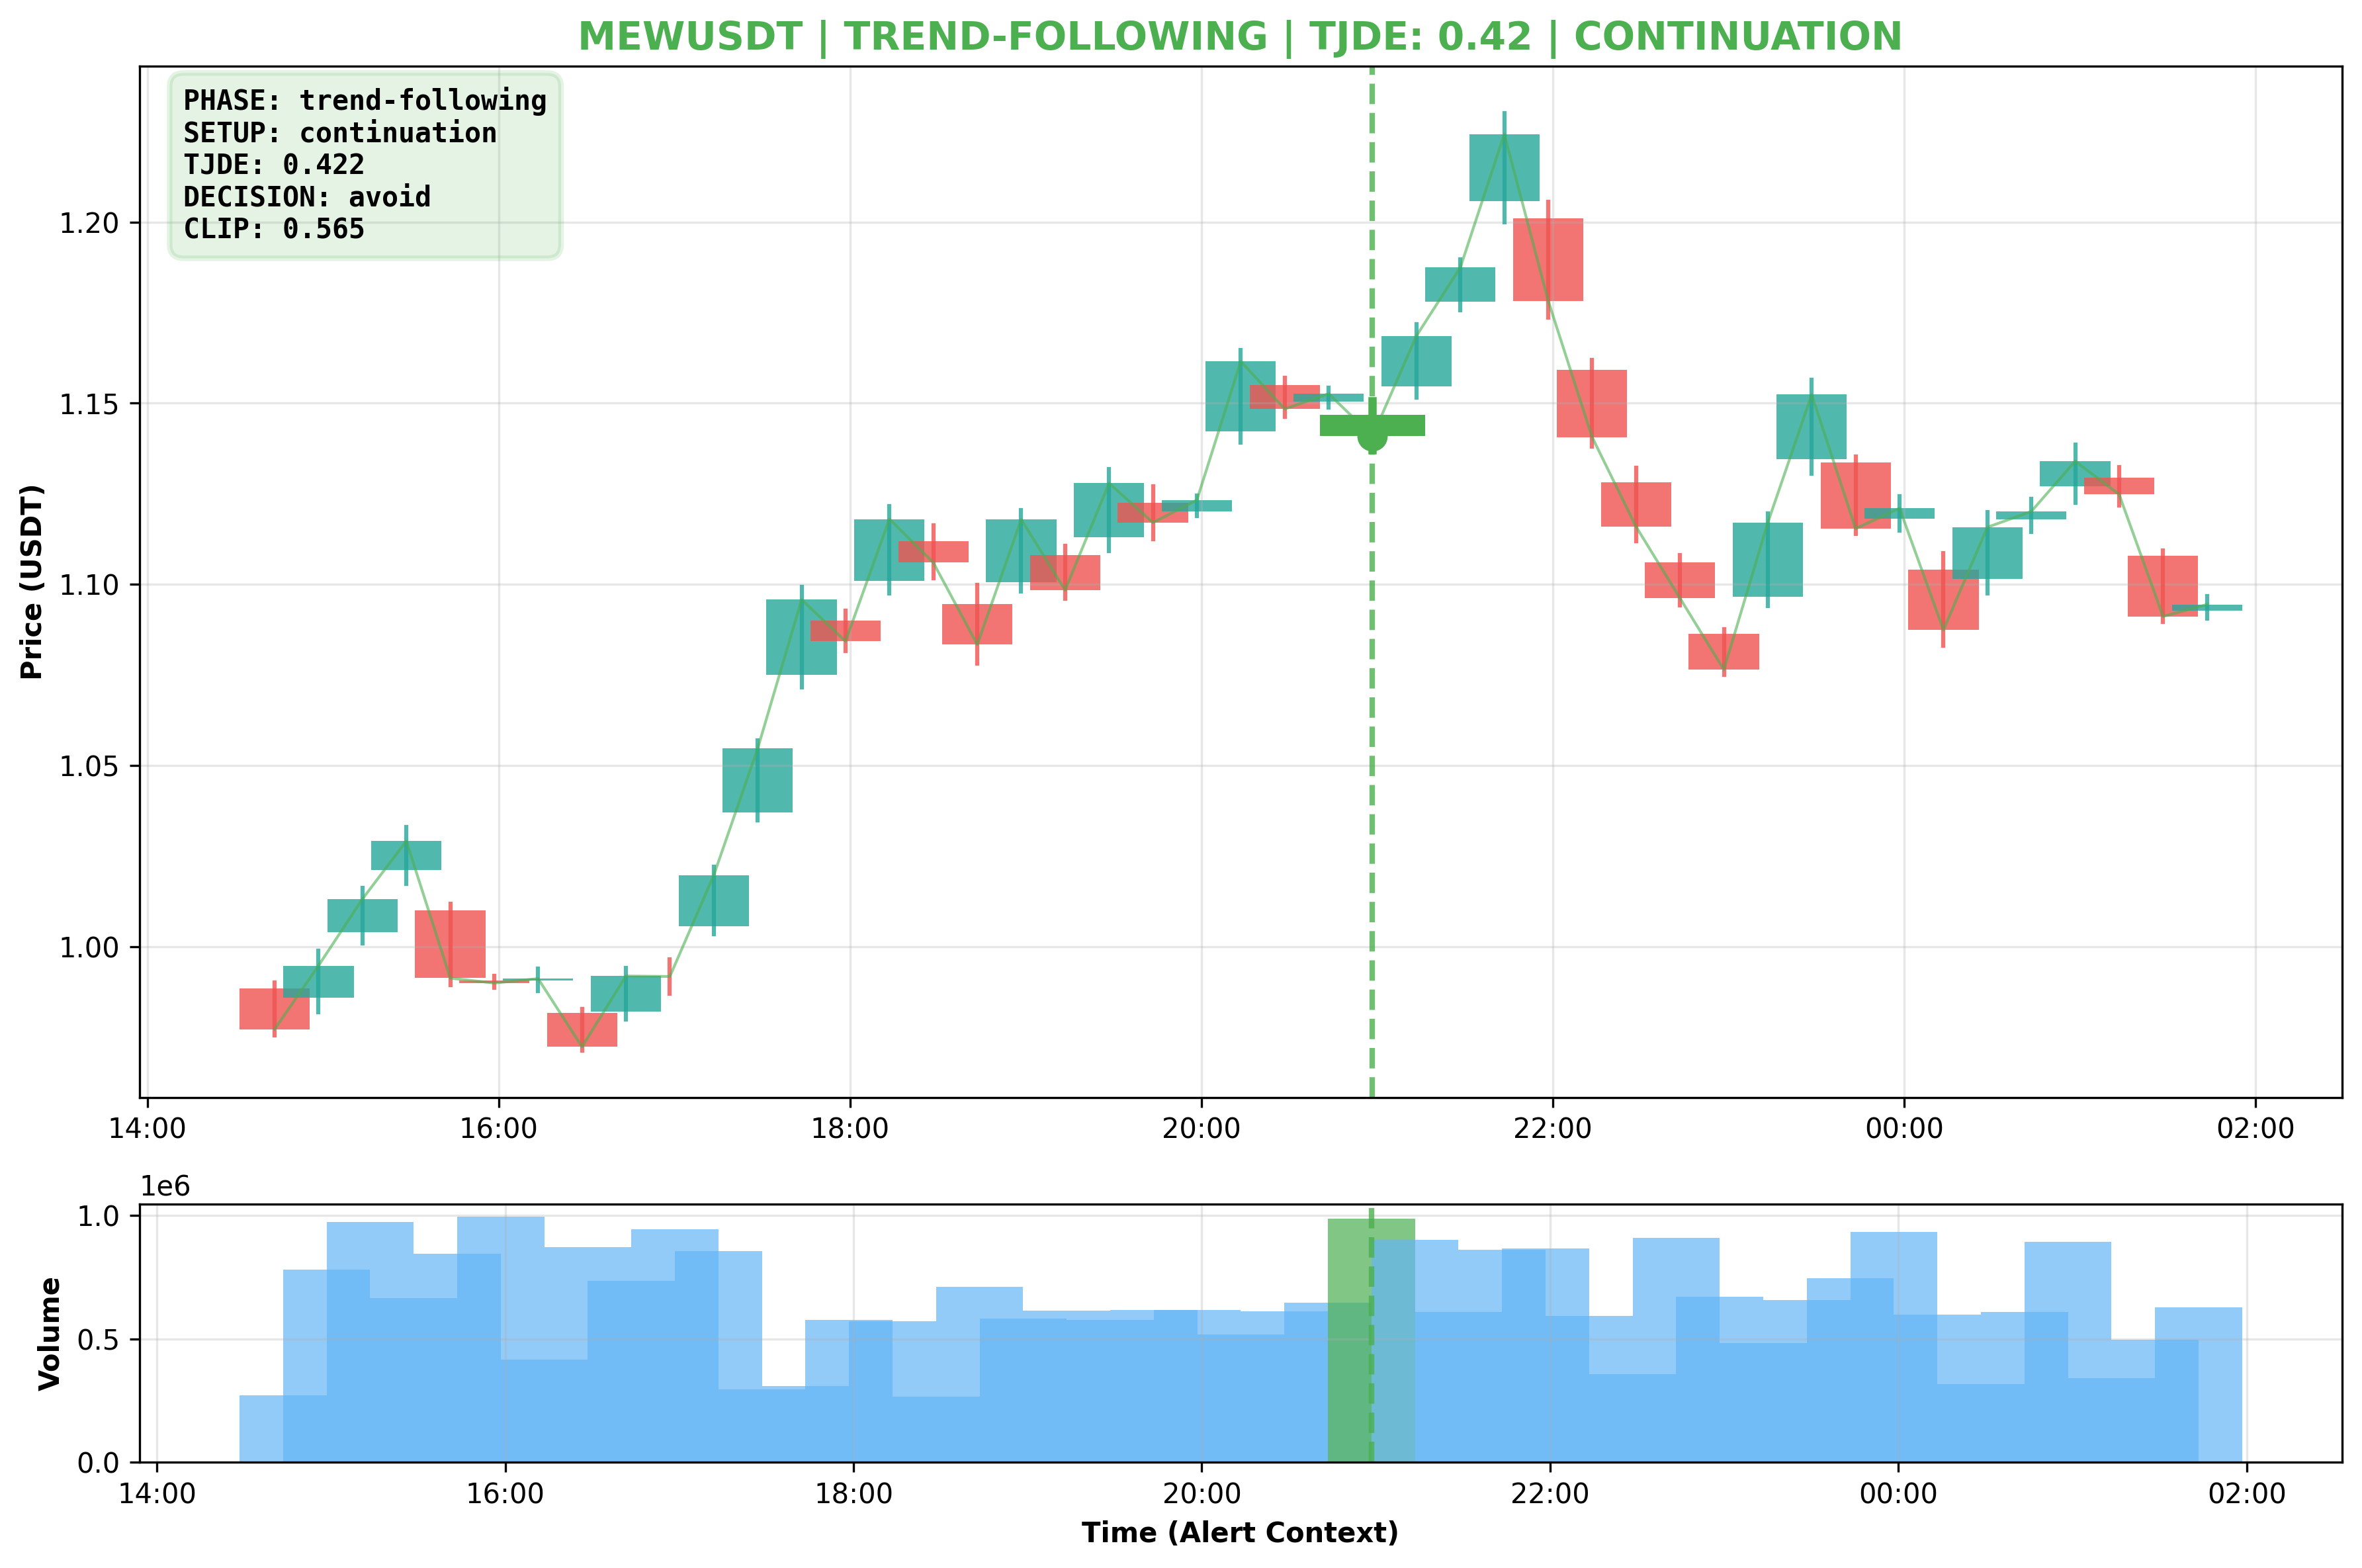 MEWUSDT | TREND-FOLLOWING | TJDE: 0.42 | CONTINUATION
PHASE: trend-following
SETUP: continuation
TJDE: 0.422
DECISION: avoid
CLIP: 0.565
Price (USDT)
1.20
1.15
1.10
1.05
1.00
14:00 16:00 18:00 20:00 22:00 00:00 02:00
1e6
Volume
1.0
0.5
0.0
14:00 16:00 18:00 20:00 22:00 00:00 02:00
Time (Alert Context)